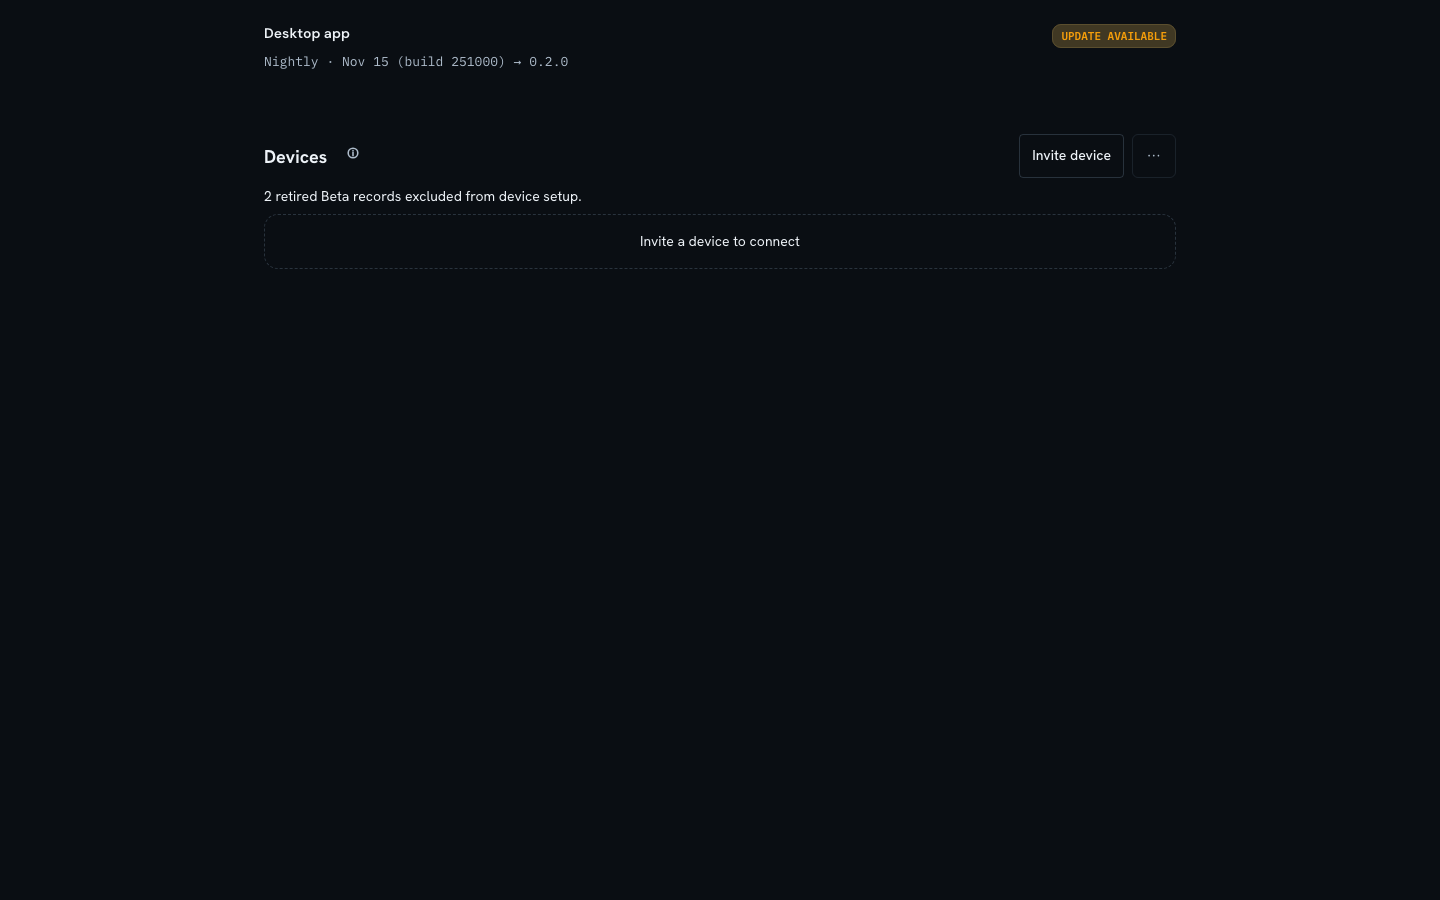 Desktop app
UPDATE AVAILABLE
Nightly · Nov 15 (build 251000) → 0.2.0
Devices
Invite device
···
2 retired Beta records excluded from device setup.
Invite a device to connect